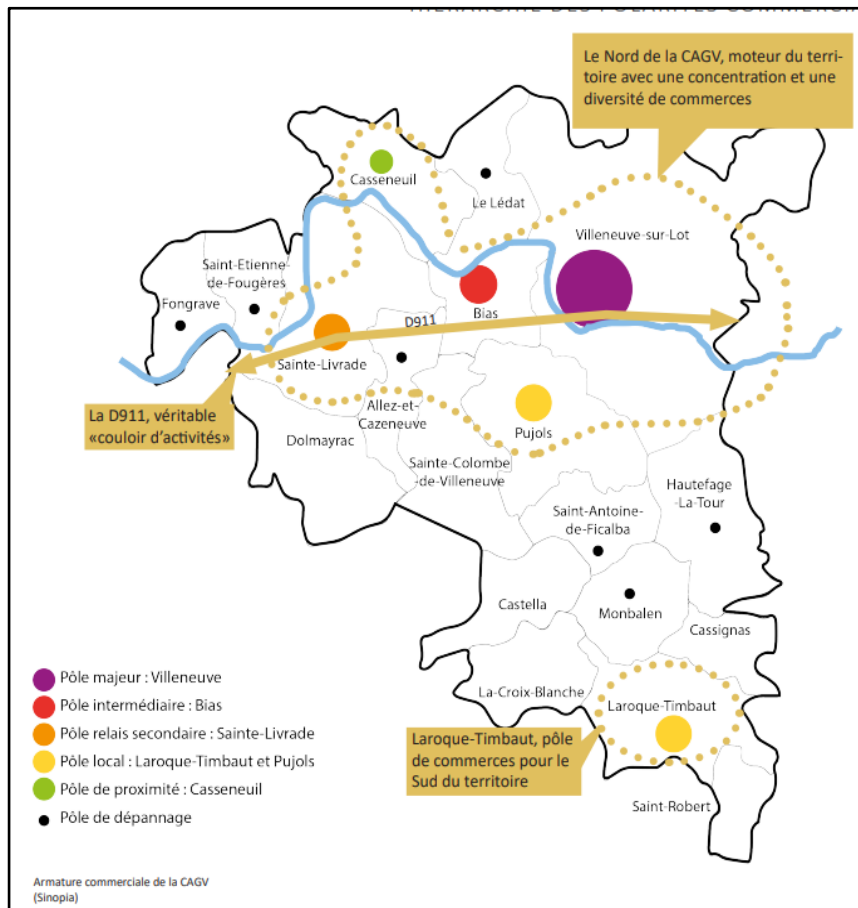 HIERARCHIE DES POLARITES COMMERCIA
Le Nord de la CAGV, moteur du terri-
toire avec une concentration et une
diversité de commerces
Casseneuil
Le Lédat
Villeneuve-sur-Lot
Saint-Etienne-
de-Fougères
Fongrave
Bias
D911
Sainte-Livrade
La D911, véritable
«couloir d'activités»
Allez-et-
Cazeneuve
Dolmayrac
Pujols
Sainte-Colombe
-de-Villeneuve
Hautefage
-La-Tour
Saint-Antoine-
de-Ficalba
Castella
Monbalen
Cassignas
La-Croix-Blanche
Laroque-Timbaut
Laroque-Timbaut, pôle
de commerces pour le
Sud du territoire
Saint-Robert
Pôle majeur : Villeneuve
Pôle intermédiaire : Bias
Pôle relais secondaire : Sainte-Livrade
Pôle local : Laroque-Timbaut et Pujols
Pôle de proximité : Casseneuil
Pôle de dépannage
Armature commerciale de la CAGV
(Sinopia)